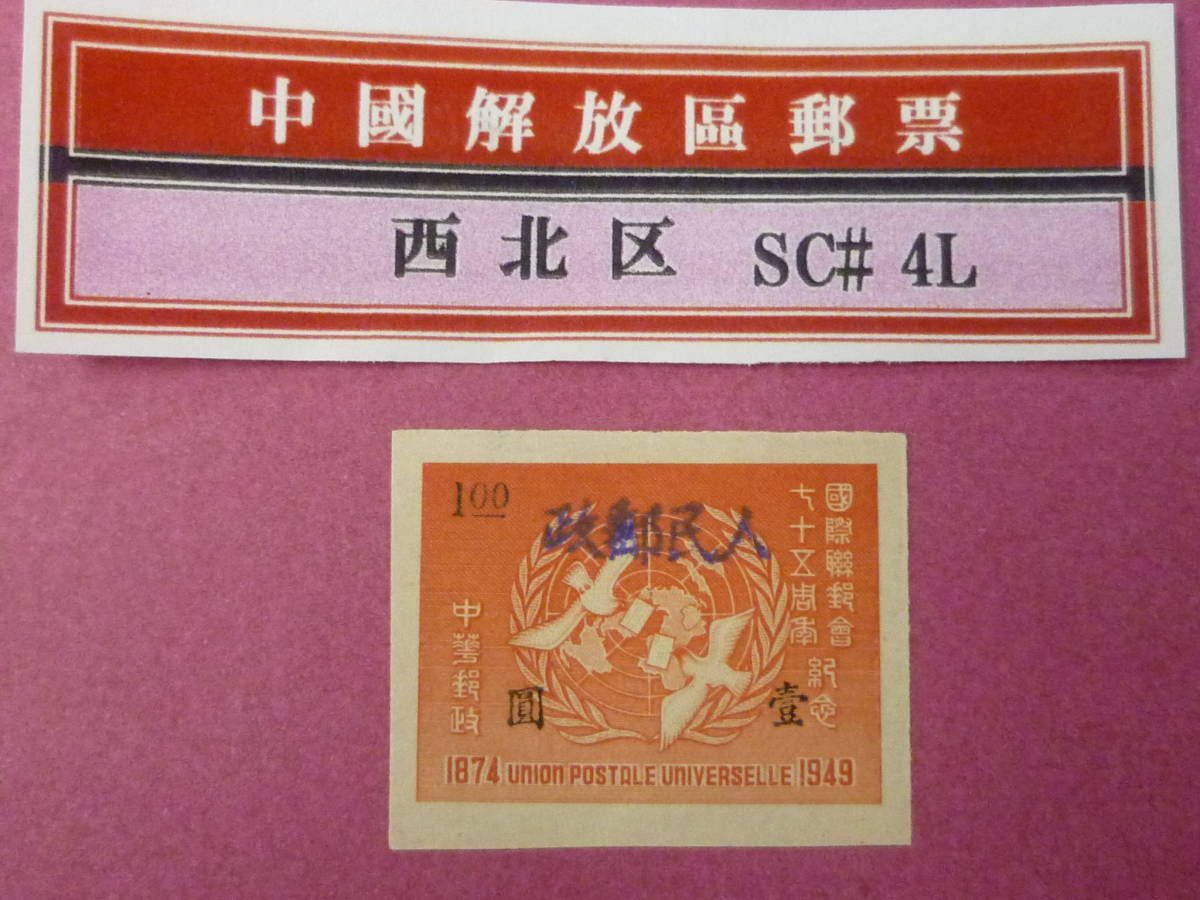 中國解放區郵票
西北区 SC# 4L
100
人民郵政
國際聯郵會
七十五周年
紀念
中華郵政
壹
圓
1874 UNION POSTALE UNIVERSELLE 1949